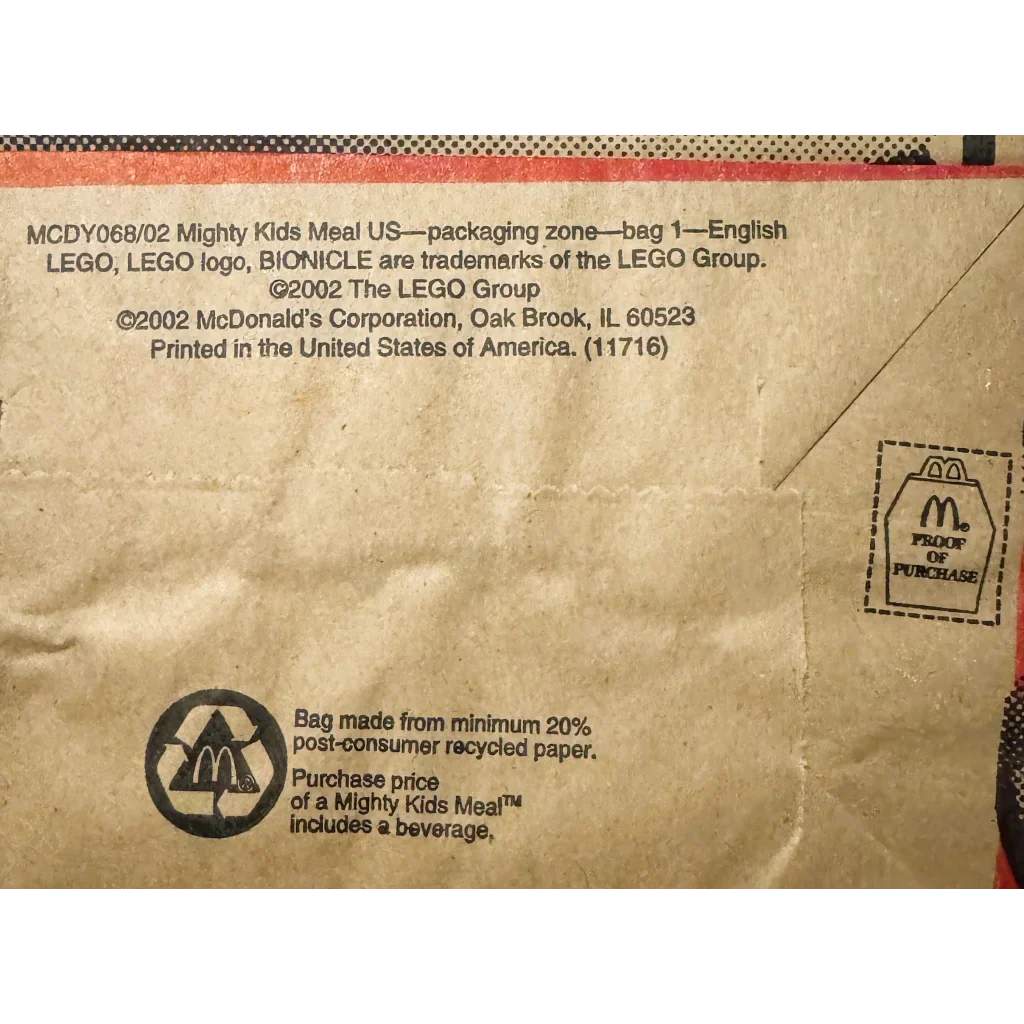 MCDY068/02 Mighty Kids Meal US—packaging zone—bag 1—English
LEGO, LEGO logo, BIONICLE are trademarks of the LEGO Group.
©2002 The LEGO Group
©2002 McDonald's Corporation, Oak Brook, IL 60523
Printed in the United States of America. (11716)
PROOF
OF
PURCHASE
Bag made from minimum 20%
post-consumer recycled paper.
Purchase price
of a Mighty Kids Meal™
includes a beverage.